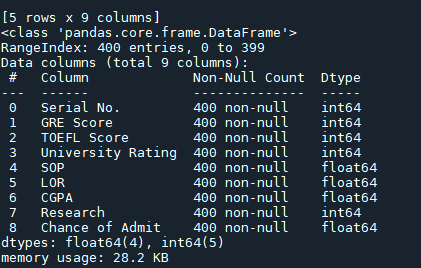 [5 rows x 9 columns]
<class 'pandas.core.frame.DataFrame'>
RangeIndex: 400 entries, 0 to 399
Data columns (total 9 columns):
 #   Column             Non-Null Count  Dtype
---  ------             --------------  -----
 0   Serial No.         400 non-null    int64
 1   GRE Score          400 non-null    int64
 2   TOEFL Score        400 non-null    int64
 3   University Rating  400 non-null    int64
 4   SOP                400 non-null    float64
 5   LOR                400 non-null    float64
 6   CGPA               400 non-null    float64
 7   Research           400 non-null    int64
 8   Chance of Admit    400 non-null    float64
dtypes: float64(4), int64(5)
memory usage: 28.2 KB